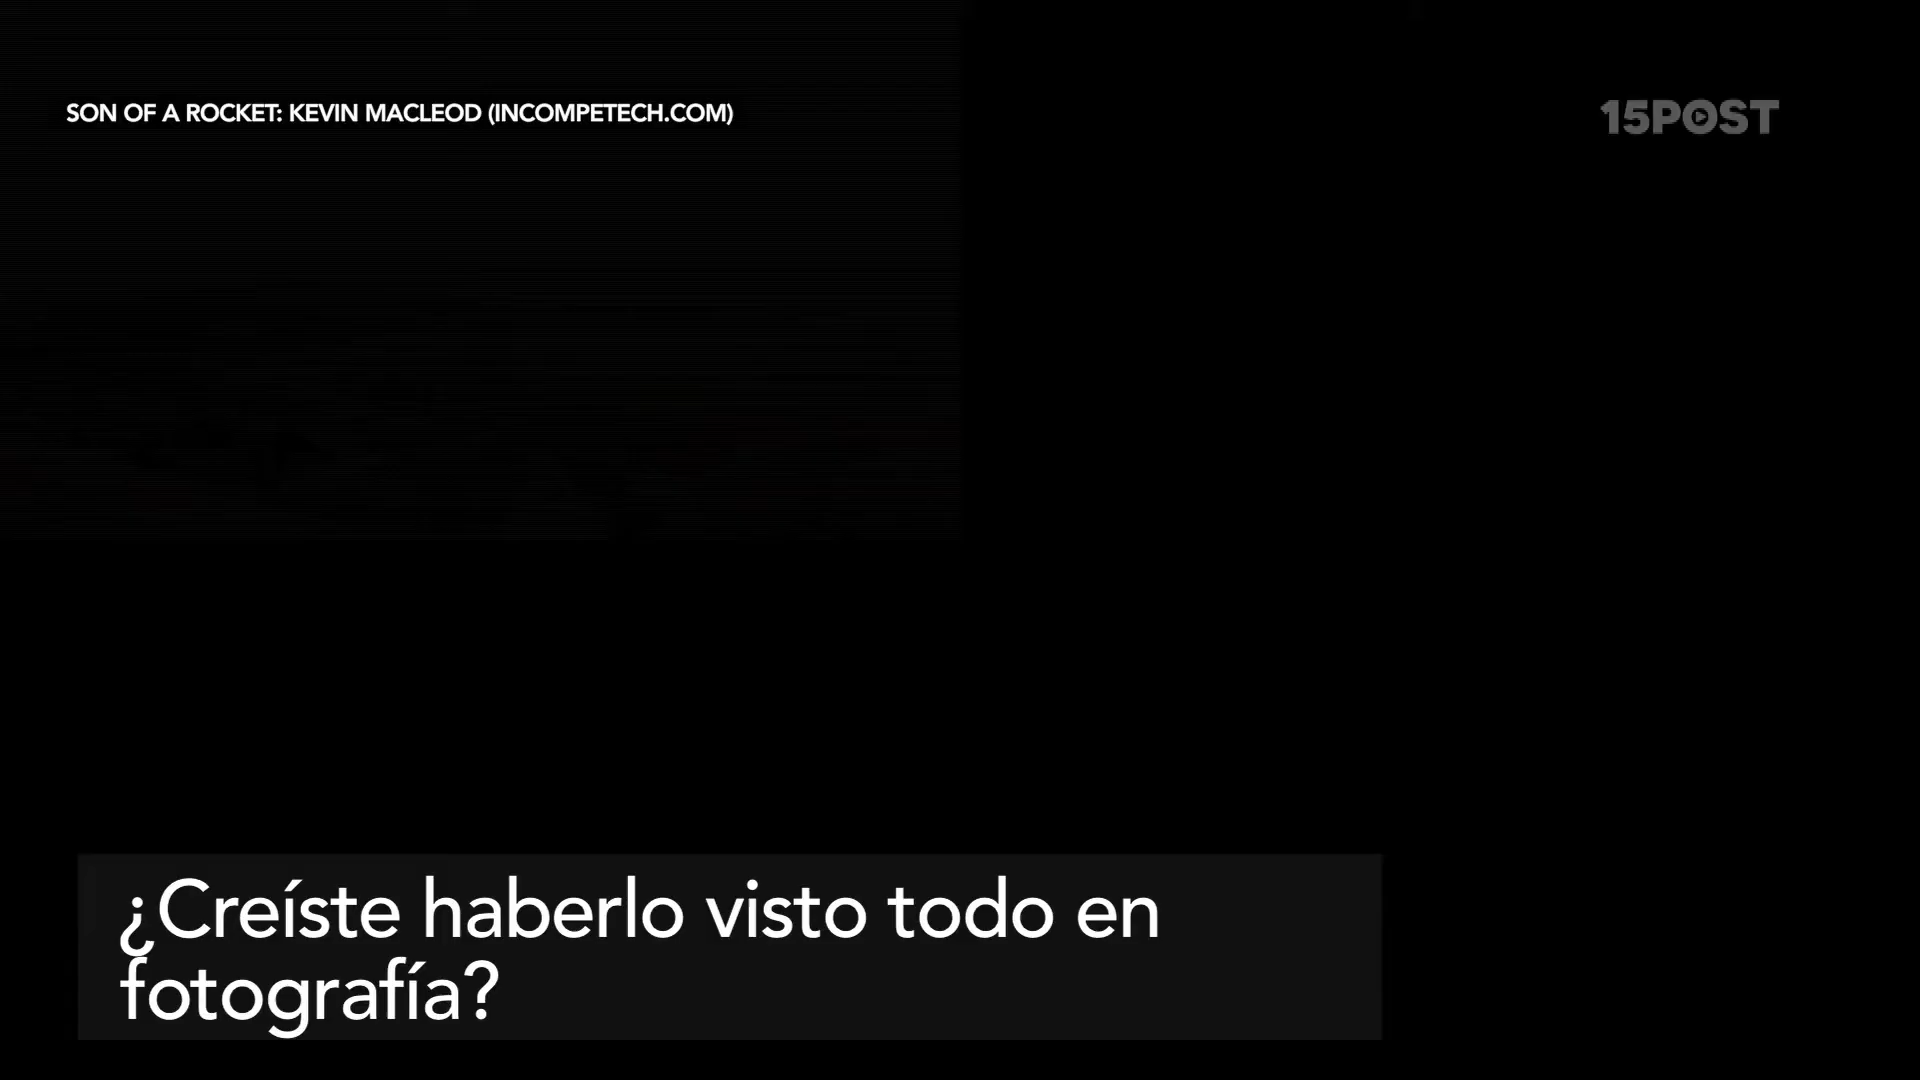 SON OF A ROCKET: KEVIN MACLEOD (INCOMPETECH.COM)
15POST
¿Creíste haberlo visto todo en
fotografía?